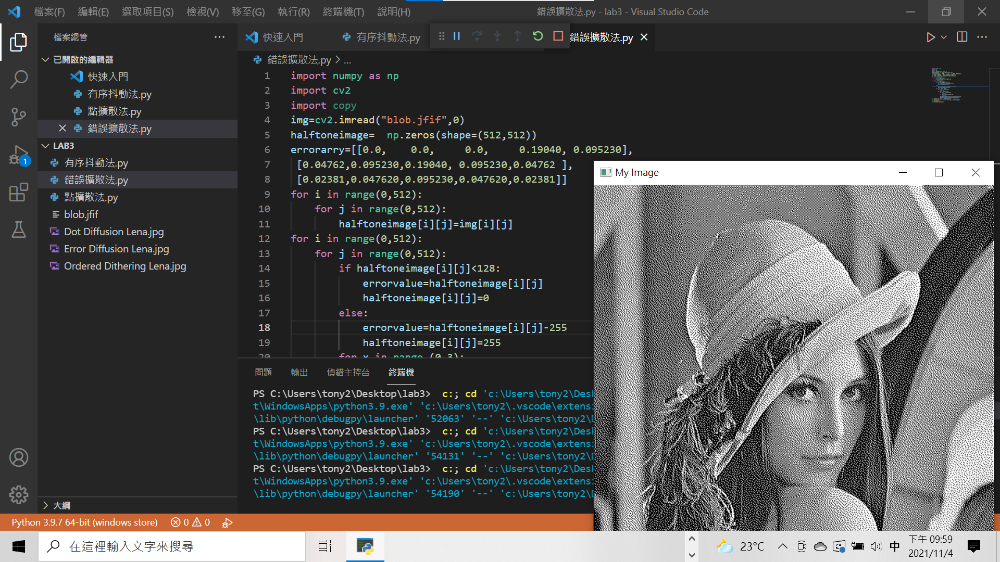 檔案(F) 編輯(E) 選取項目(S) 檢視(V) 移至(G) 執行(R) 終端機(T) 說明(H)
錯誤擴散法.py - lab3 - Visual Studio Code
檔案總管
快速入門
有序抖動法.py
錯誤擴散法.py
已開啟的編輯器
快速入門
有序抖動法.py
點擴散法.py
錯誤擴散法.py
LAB3
有序抖動法.py
錯誤擴散法.py
點擴散法.py
blob.jfif
Dot Diffusion Lena.jpg
Error Diffusion Lena.jpg
Ordered Dithering Lena.jpg
大綱
1
錯誤擴散法.py > ...
1 import numpy as np
2 import cv2
3 import copy
4 img=cv2.imread("blob.jfif",0)
5 halftoneimage=  np.zeros(shape=(512,512))
6 errorarry=[[0.0,    0.0,     0.0,     0.19040, 0.095230],
7  [0.04762,0.095230,0.19040, 0.095230,0.04762 ],
8  [0.02381,0.047620,0.095230,0.047620,0.02381]]
9 for i in range(0,512):
10     for j in range(0,512):
11         halftoneimage[i][j]=img[i][j]
12 for i in range(0,512):
13     for j in range(0,512):
14         if halftoneimage[i][j]<128:
15             errorvalue=halftoneimage[i][j]
16             halftoneimage[i][j]=0
17         else:
18             errorvalue=halftoneimage[i][j]-255
19             halftoneimage[i][j]=255
20         for x in range (0,3):
My Image
問題 輸出 偵錯主控台 終端機
PS C:\Users\tony2\Desktop\lab3>  c:; cd 'c:\Users\tony2\Desk
t\WindowsApps\python3.9.exe' 'c:\Users\tony2\.vscode\extensi
\lib\python\debugpy\launcher' '52063' '--' 'c:\Users\tony2\D
PS C:\Users\tony2\Desktop\lab3>  c:; cd 'c:\Users\tony2\Desk
t\WindowsApps\python3.9.exe' 'c:\Users\tony2\.vscode\extensi
\lib\python\debugpy\launcher' '54131' '--' 'c:\Users\tony2\D
PS C:\Users\tony2\Desktop\lab3>  c:; cd 'c:\Users\tony2\Desk
t\WindowsApps\python3.9.exe' 'c:\Users\tony2\.vscode\extensi
\lib\python\debugpy\launcher' '54190' '--' 'c:\Users\tony2\D
Python 3.9.7 64-bit (windows store) 0 0
在這裡輸入文字來搜尋
23°C
中
下午 09:59
2021/11/4